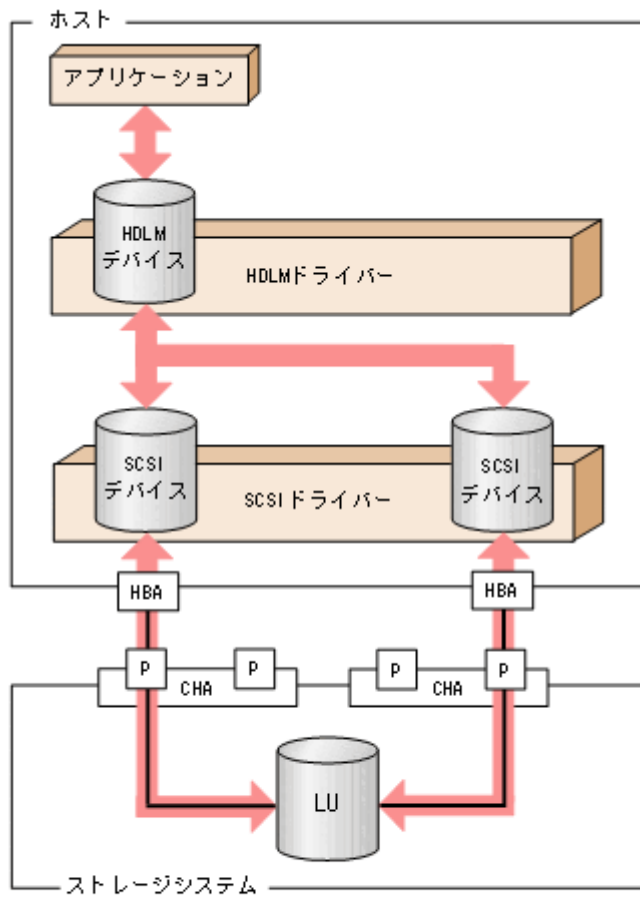 ホスト
アプリケーション
HDLM
デバイス
HDLMドライバー
SCSI
デバイス
SCSIドライバー
SCSI
デバイス
HBA
HBA
P
P
CHA
P
P
CHA
LU
ストレージシステム